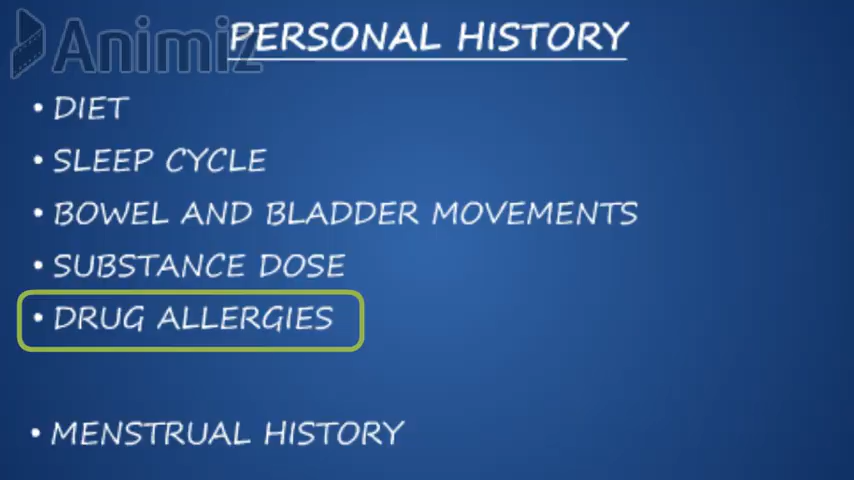 Animiz
PERSONAL HISTORY
• DIET
• SLEEP CYCLE
• BOWEL AND BLADDER MOVEMENTS
• SUBSTANCE DOSE
• DRUG ALLERGIES
• MENSTRUAL HISTORY